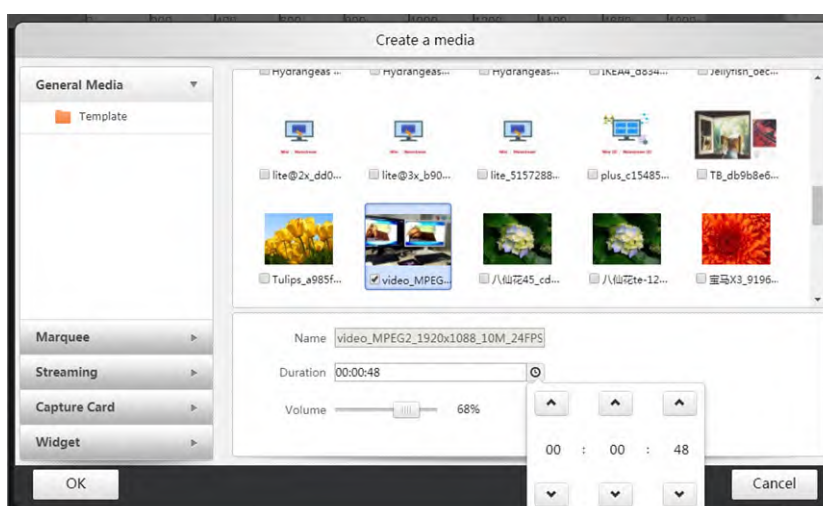 Create a media
General Media
Template
Marquee
Streaming
Capture Card
Widget
Hydrangeas ...
Hydrangeas...
Hydrangeas...
IKEA4_d834...
Jellyfish_0ec...
lite@2x_dd0...
lite@3x_b90...
lite_5157288...
plus_c15485...
TB_db9b8e6...
Tulips_a985f...
video_MPEG...
八仙花45_cd...
八仙花te-12...
宝马X3_9196...
Name video_MPEG2_1920x1088_10M_24FPS
Duration 00:00:48
Volume 68%
00 : 00 : 48
OK
Cancel